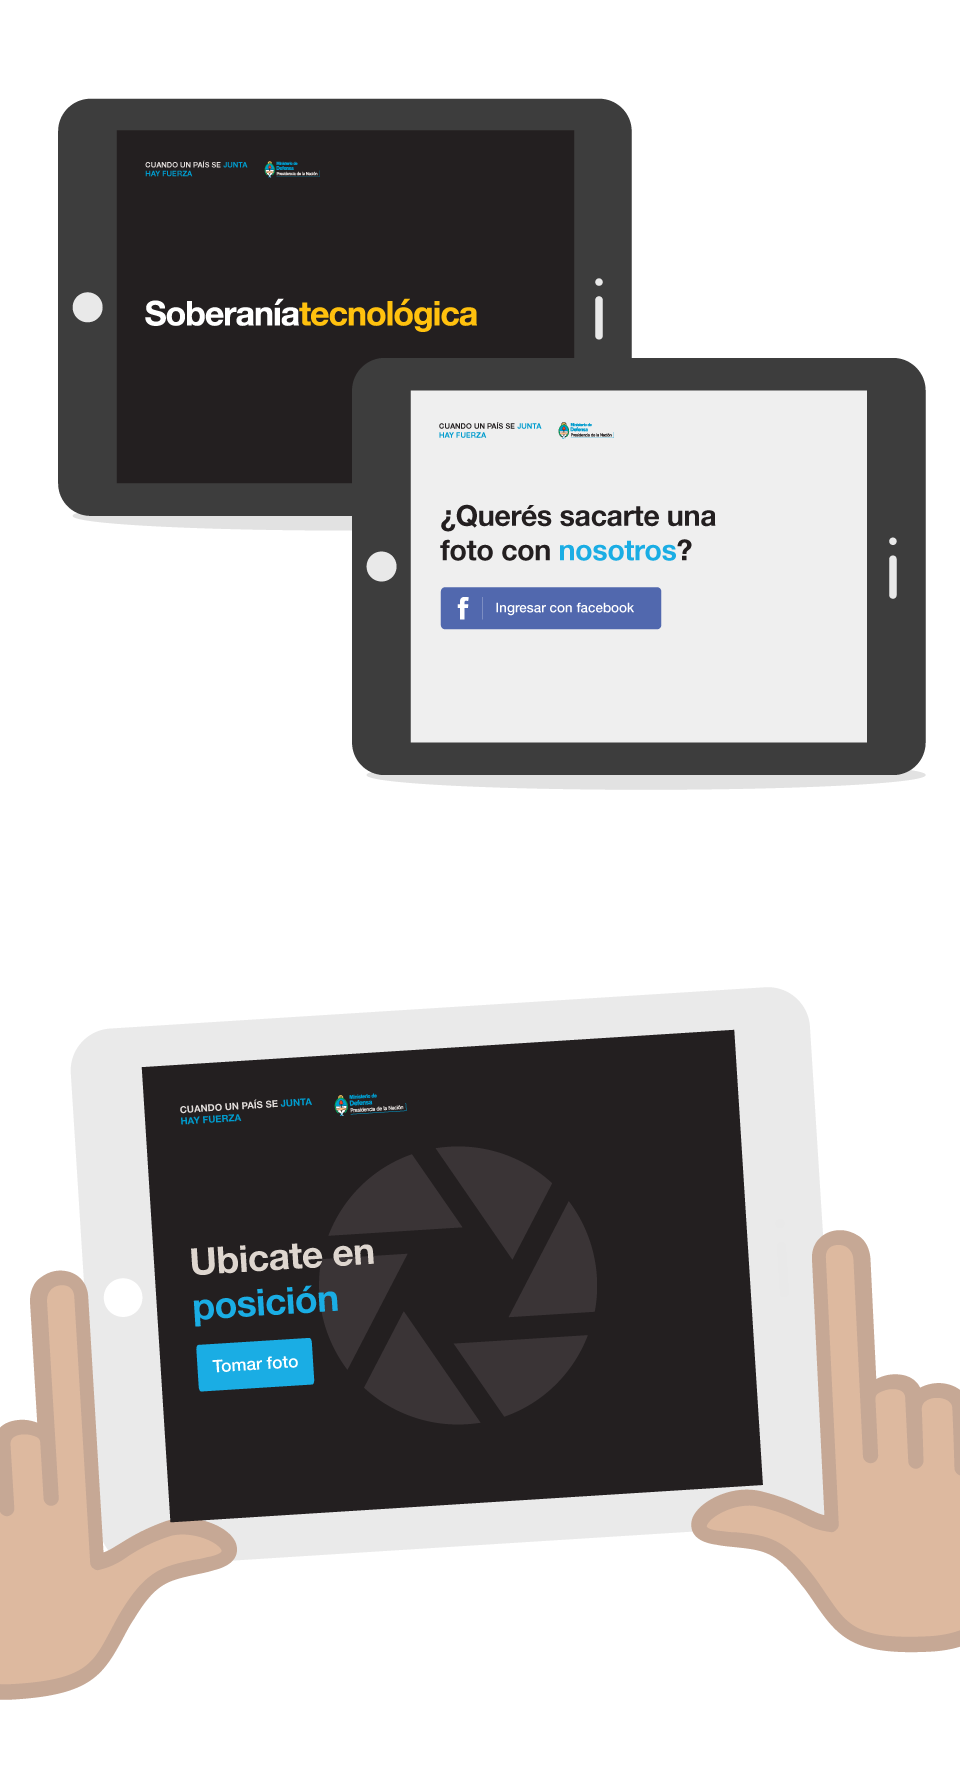 CUANDO UN PAÍS SE JUNTA
HAY FUERZA
Ministerio de
Defensa
Presidencia de la Nación
Soberaníatecnológica
CUANDO UN PAÍS SE JUNTA
HAY FUERZA
Ministerio de
Defensa
Presidencia de la Nación
¿Querés sacarte una
foto con nosotros?
f Ingresar con facebook
CUANDO UN PAÍS SE JUNTA
HAY FUERZA
Ministerio de
Defensa
Presidencia de la Nación
Ubicate en
posición
Tomar foto